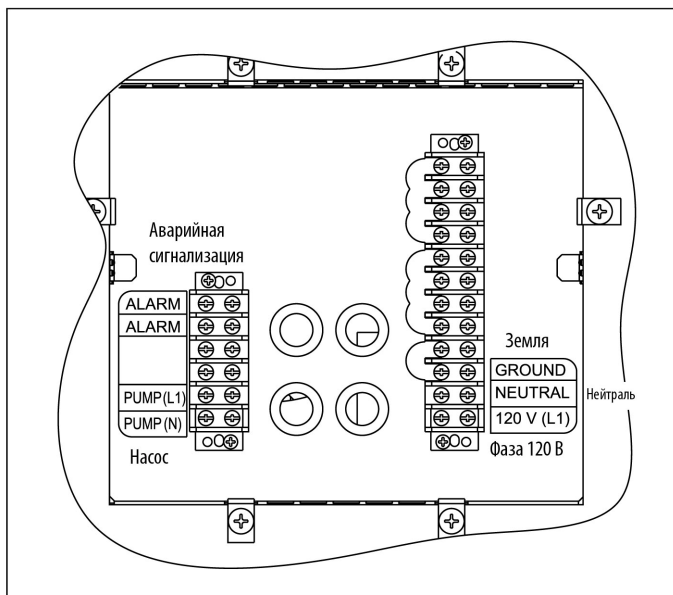 Аварийная
сигнализация
ALARM
ALARM
PUMP(L1)
PUMP(N)
Насос
Земля
GROUND
NEUTRAL
Нейтраль
120 V (L1)
Фаза 120 В